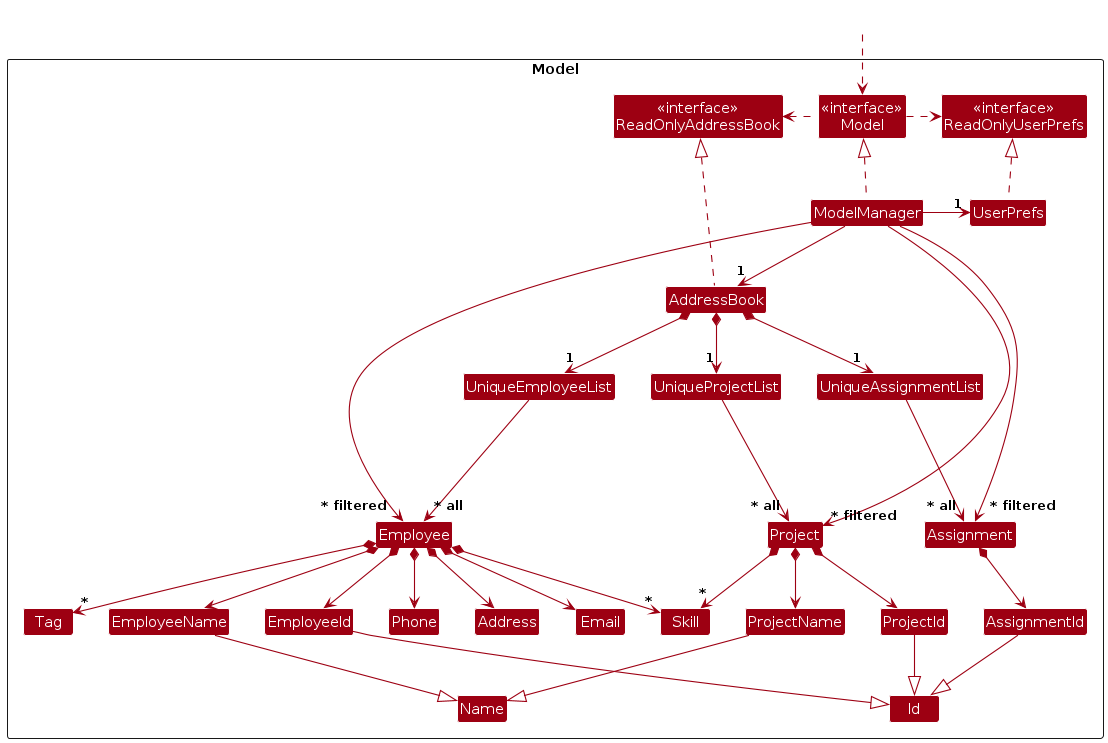 Model
«interface»
ReadOnlyAddressBook
«interface»
Model
«interface»
ReadOnlyUserPrefs
ModelManager
1
UserPrefs
1
AddressBook
1
1
1
UniqueEmployeeList
UniqueProjectList
UniqueAssignmentList
* filtered
* all
* all
* filtered
* all
* filtered
Employee
Project
Assignment
*
*
*
Tag
EmployeeName
EmployeeId
Phone
Address
Email
Skill
ProjectName
ProjectId
AssignmentId
Name
Id